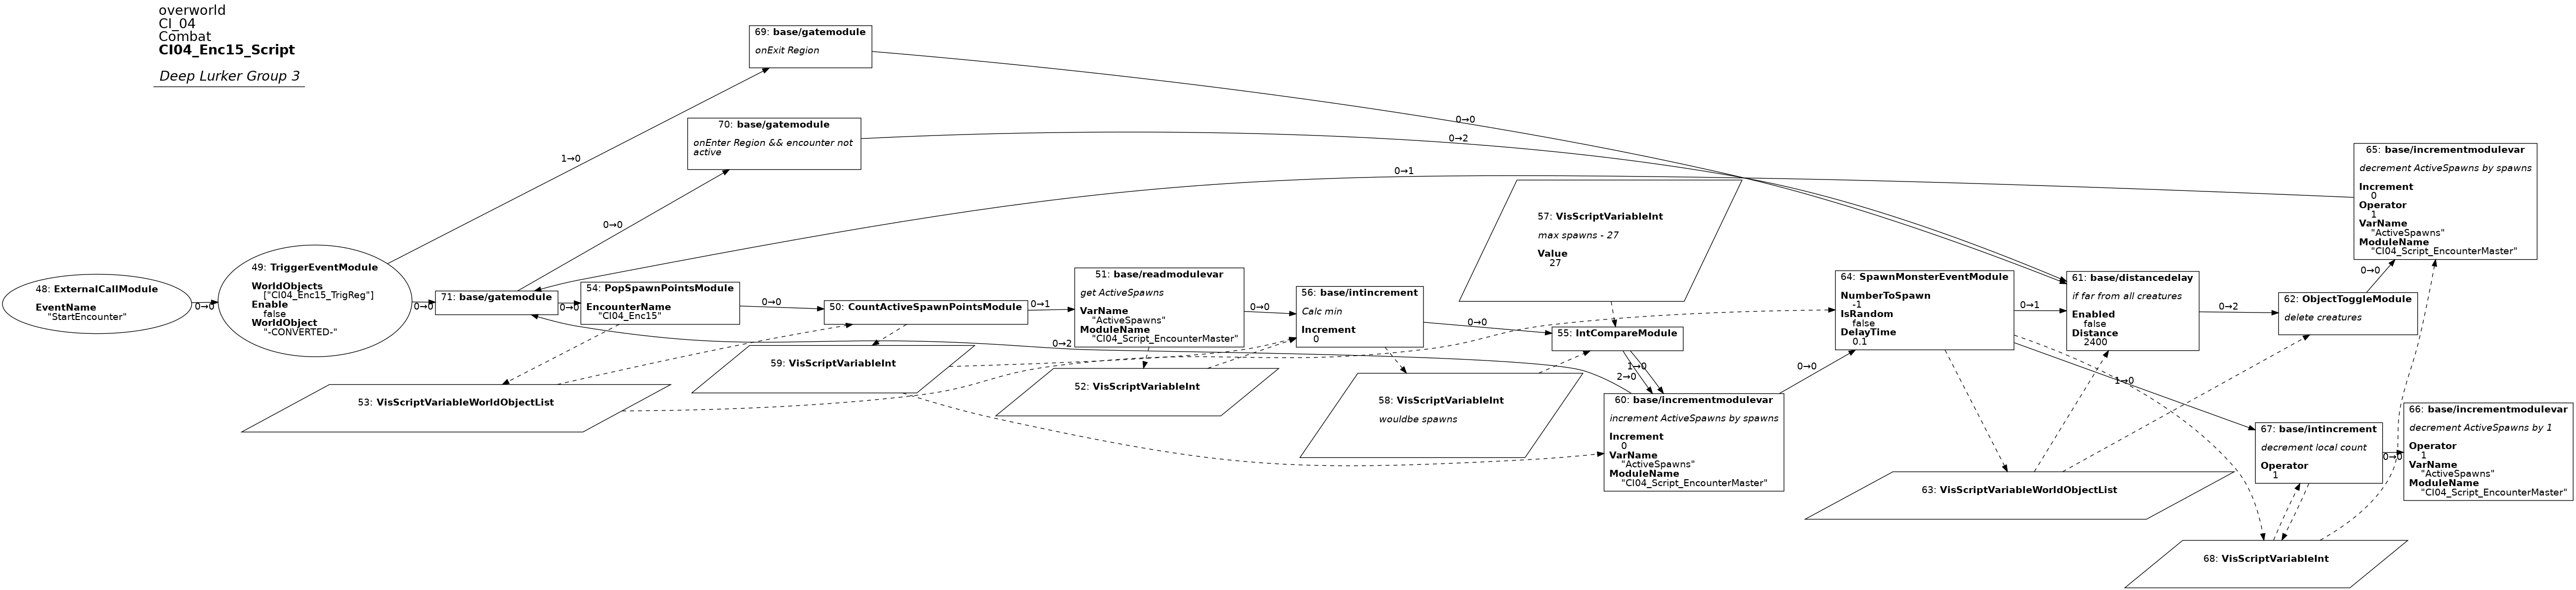 overworld
CI_04
Combat
CI04_Enc15_Script
Deep Lurker Group 3
69: base/gatemodule
onExit Region
70: base/gatemodule
onEnter Region && encounter not
active
48: ExternalCallModule
EventName
"StartEncounter"
0→0
49: TriggerEventModule
WorldObjects
["CI04_Enc15_TrigReg"]
Enable
false
WorldObject
"-CONVERTED-"
1→0
0→0
0→0
71: base/gatemodule
0→0
54: PopSpawnPointsModule
EncounterName
"CI04_Enc15"
0→0
50: CountActiveSpawnPointsModule
0→1
51: base/readmodulevar
get ActiveSpawns
VarName
"ActiveSpawns"
ModuleName
"CI04_Script_EncounterMaster"
0→0
56: base/intincrement
Calc min
Increment
0
0→0
57: VisScriptVariableInt
max spawns - 27
Value
27
55: IntCompareModule
1→0
2→0
0→2
53: VisScriptVariableWorldObjectList
59: VisScriptVariableInt
52: VisScriptVariableInt
58: VisScriptVariableInt
wouldbe spawns
60: base/incrementmodulevar
increment ActiveSpawns by spawns
Increment
0
VarName
"ActiveSpawns"
ModuleName
"CI04_Script_EncounterMaster"
0→0
64: SpawnMonsterEventModule
NumberToSpawn
-1
IsRandom
false
DelayTime
0.1
0→1
1→0
0→0
0→2
0→1
61: base/distancedelay
if far from all creatures
Enabled
false
Distance
2400
0→2
62: ObjectToggleModule
delete creatures
0→0
65: base/incrementmodulevar
decrement ActiveSpawns by spawns
Increment
0
Operator
1
VarName
"ActiveSpawns"
ModuleName
"CI04_Script_EncounterMaster"
67: base/intincrement
decrement local count
Operator
1
0→0
66: base/incrementmodulevar
decrement ActiveSpawns by 1
Operator
1
VarName
"ActiveSpawns"
ModuleName
"CI04_Script_EncounterMaster"
63: VisScriptVariableWorldObjectList
68: VisScriptVariableInt